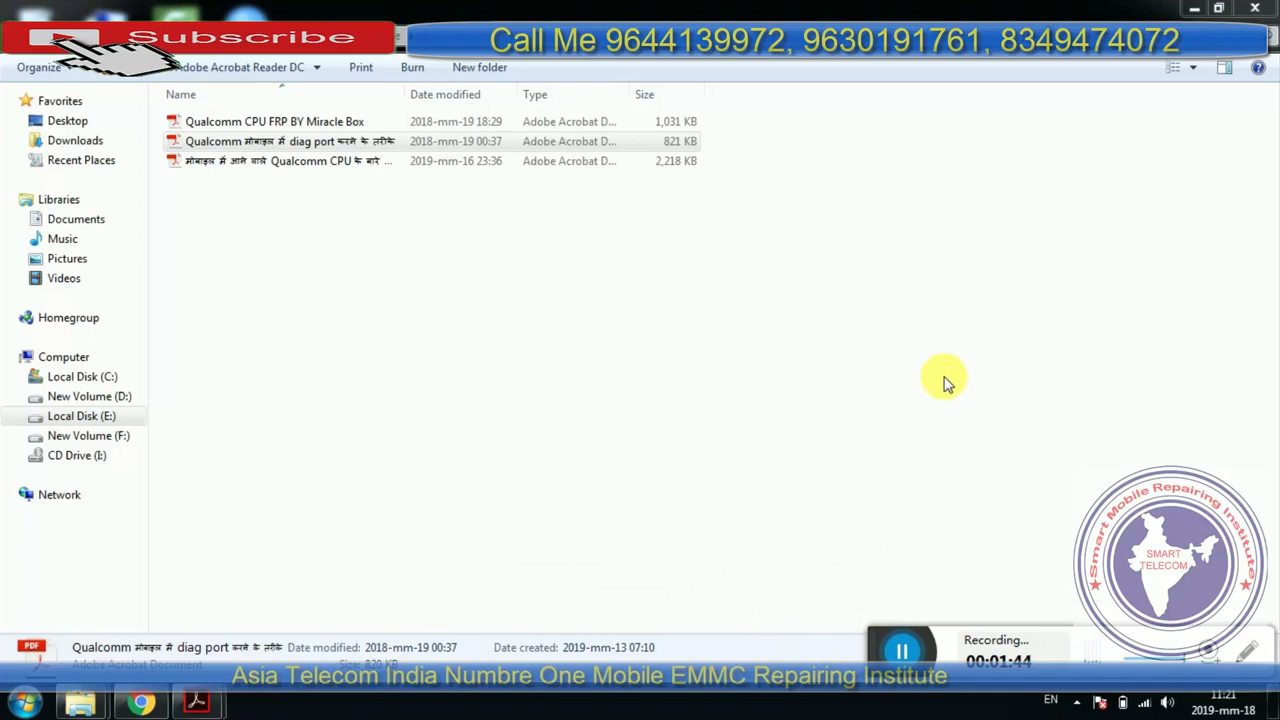 Subscribe
Call Me 9644139972, 9630191761, 8349474072
Organize
Adobe Acrobat Reader DC
Print
Burn
New folder
Name
Date modified
Type
Size
Favorites
Desktop
Downloads
Recent Places
Qualcomm CPU FRP BY Miracle Box 2018-mm-19 18:29 Adobe Acrobat D... 1,031 KB
Qualcomm मोबाइल में diag port करने के तरीके 2018-mm-19 00:37 Adobe Acrobat D... 821 KB
मोबाइल में आने वाले Qualcomm CPU के बारे ... 2019-mm-16 23:36 Adobe Acrobat D... 2,218 KB
Libraries
Documents
Music
Pictures
Videos
Homegroup
Computer
Local Disk (C:)
New Volume (D:)
Local Disk (E:)
New Volume (F:)
CD Drive (I:)
Network
Smart Mobile Repairing Institute
SMART
TELECOM
PDF
Qualcomm मोबाइल में diag port करने के तरीके Date modified: 2018-mm-19 00:37 Date created: 2019-mm-13 07:10
Adobe Acrobat Document Size: 820 KB
Recording...
00:01:44
Asia Telecom India Numbre One Mobile EMMC Repairing Institute
EN
11:21
2019-mm-18